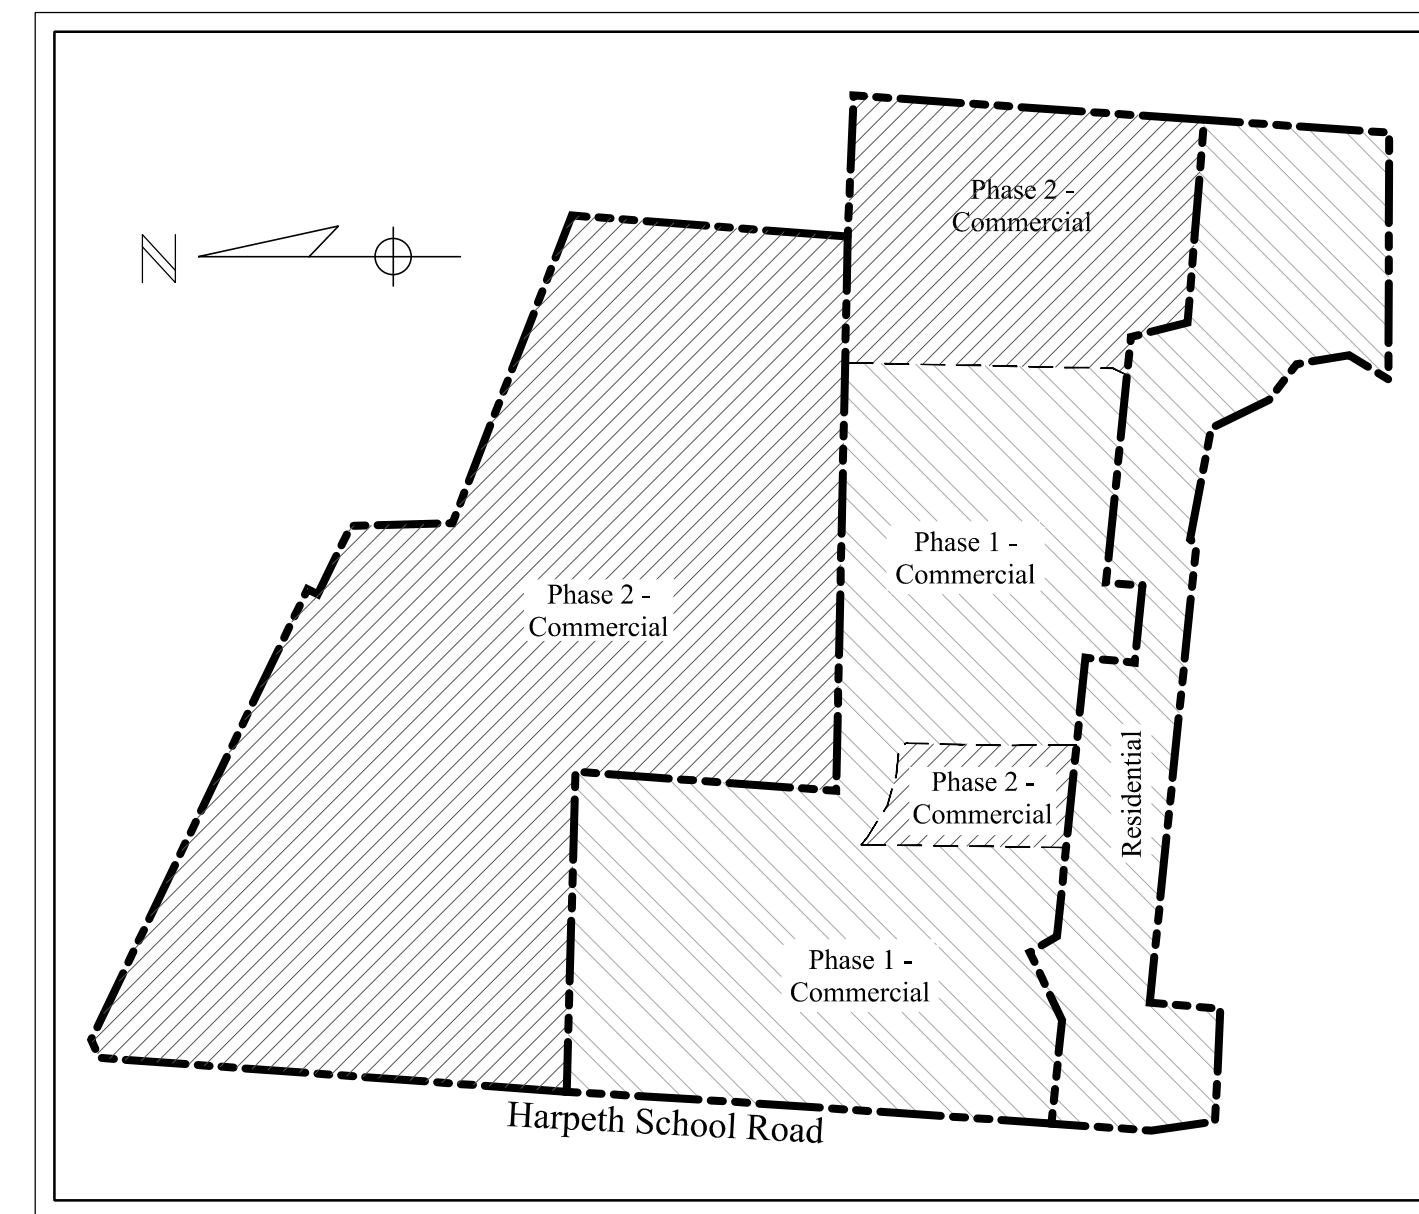 Phase 2 -
Commercial
N
Phase 1 -
Commercial
Phase 2 -
Commercial
Phase 2 -
Commercial
Residential
Phase 1 -
Commercial
Harpeth School Road